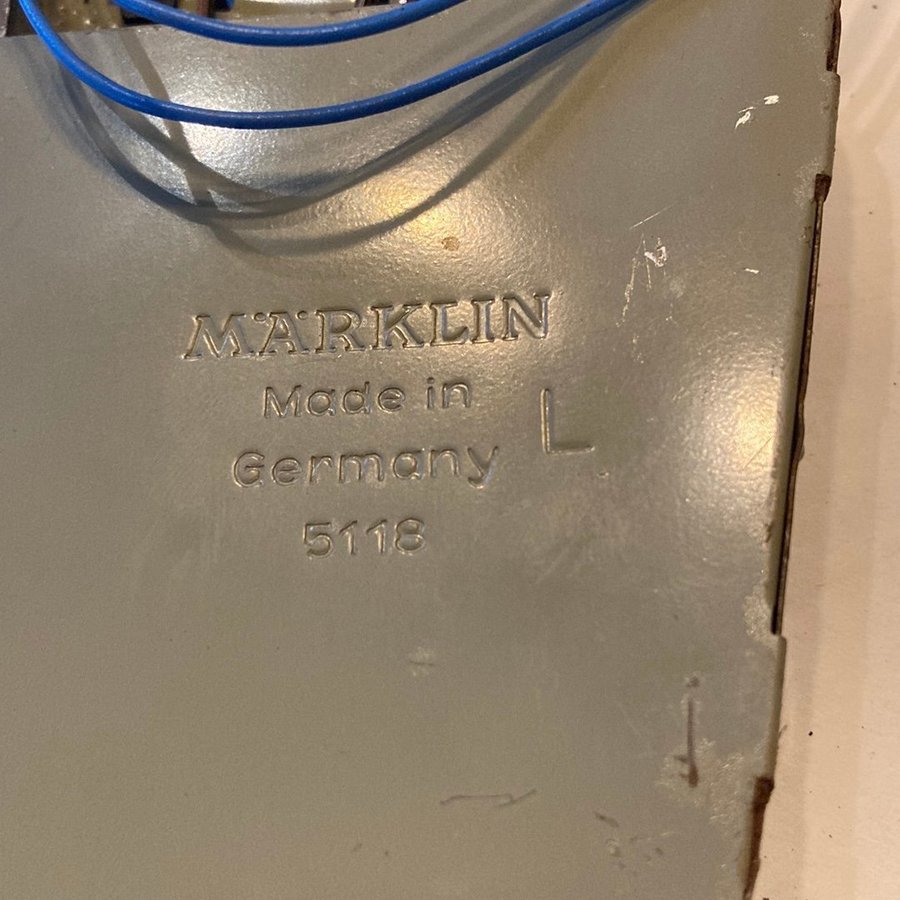 MÄRKLIN
Made in
Germany L
5118